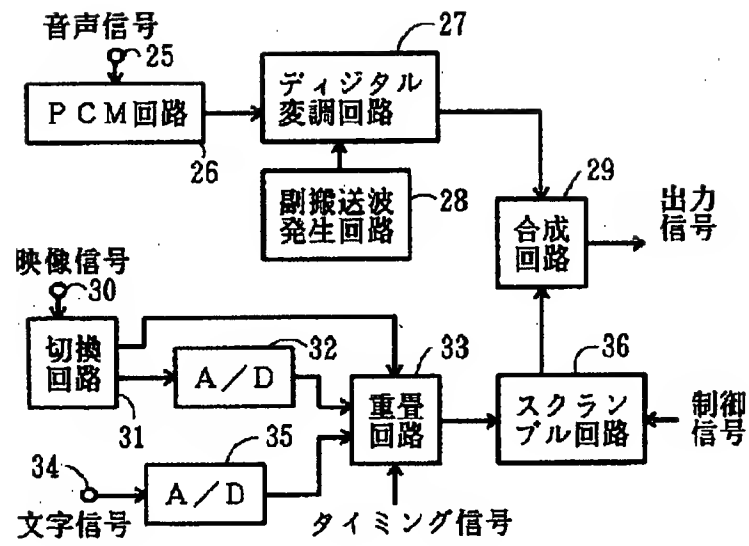 音声信号
25
PCM回路
26
ディジタル
変調回路
27
副搬送波
発生回路
28
29
合成
回路
出力
信号
映像信号
30
切換
回路
31
A/D
32
33
重畳
回路
36
スクラン
ブル回路
制御
信号
34
35
A/D
文字信号
タイミング信号